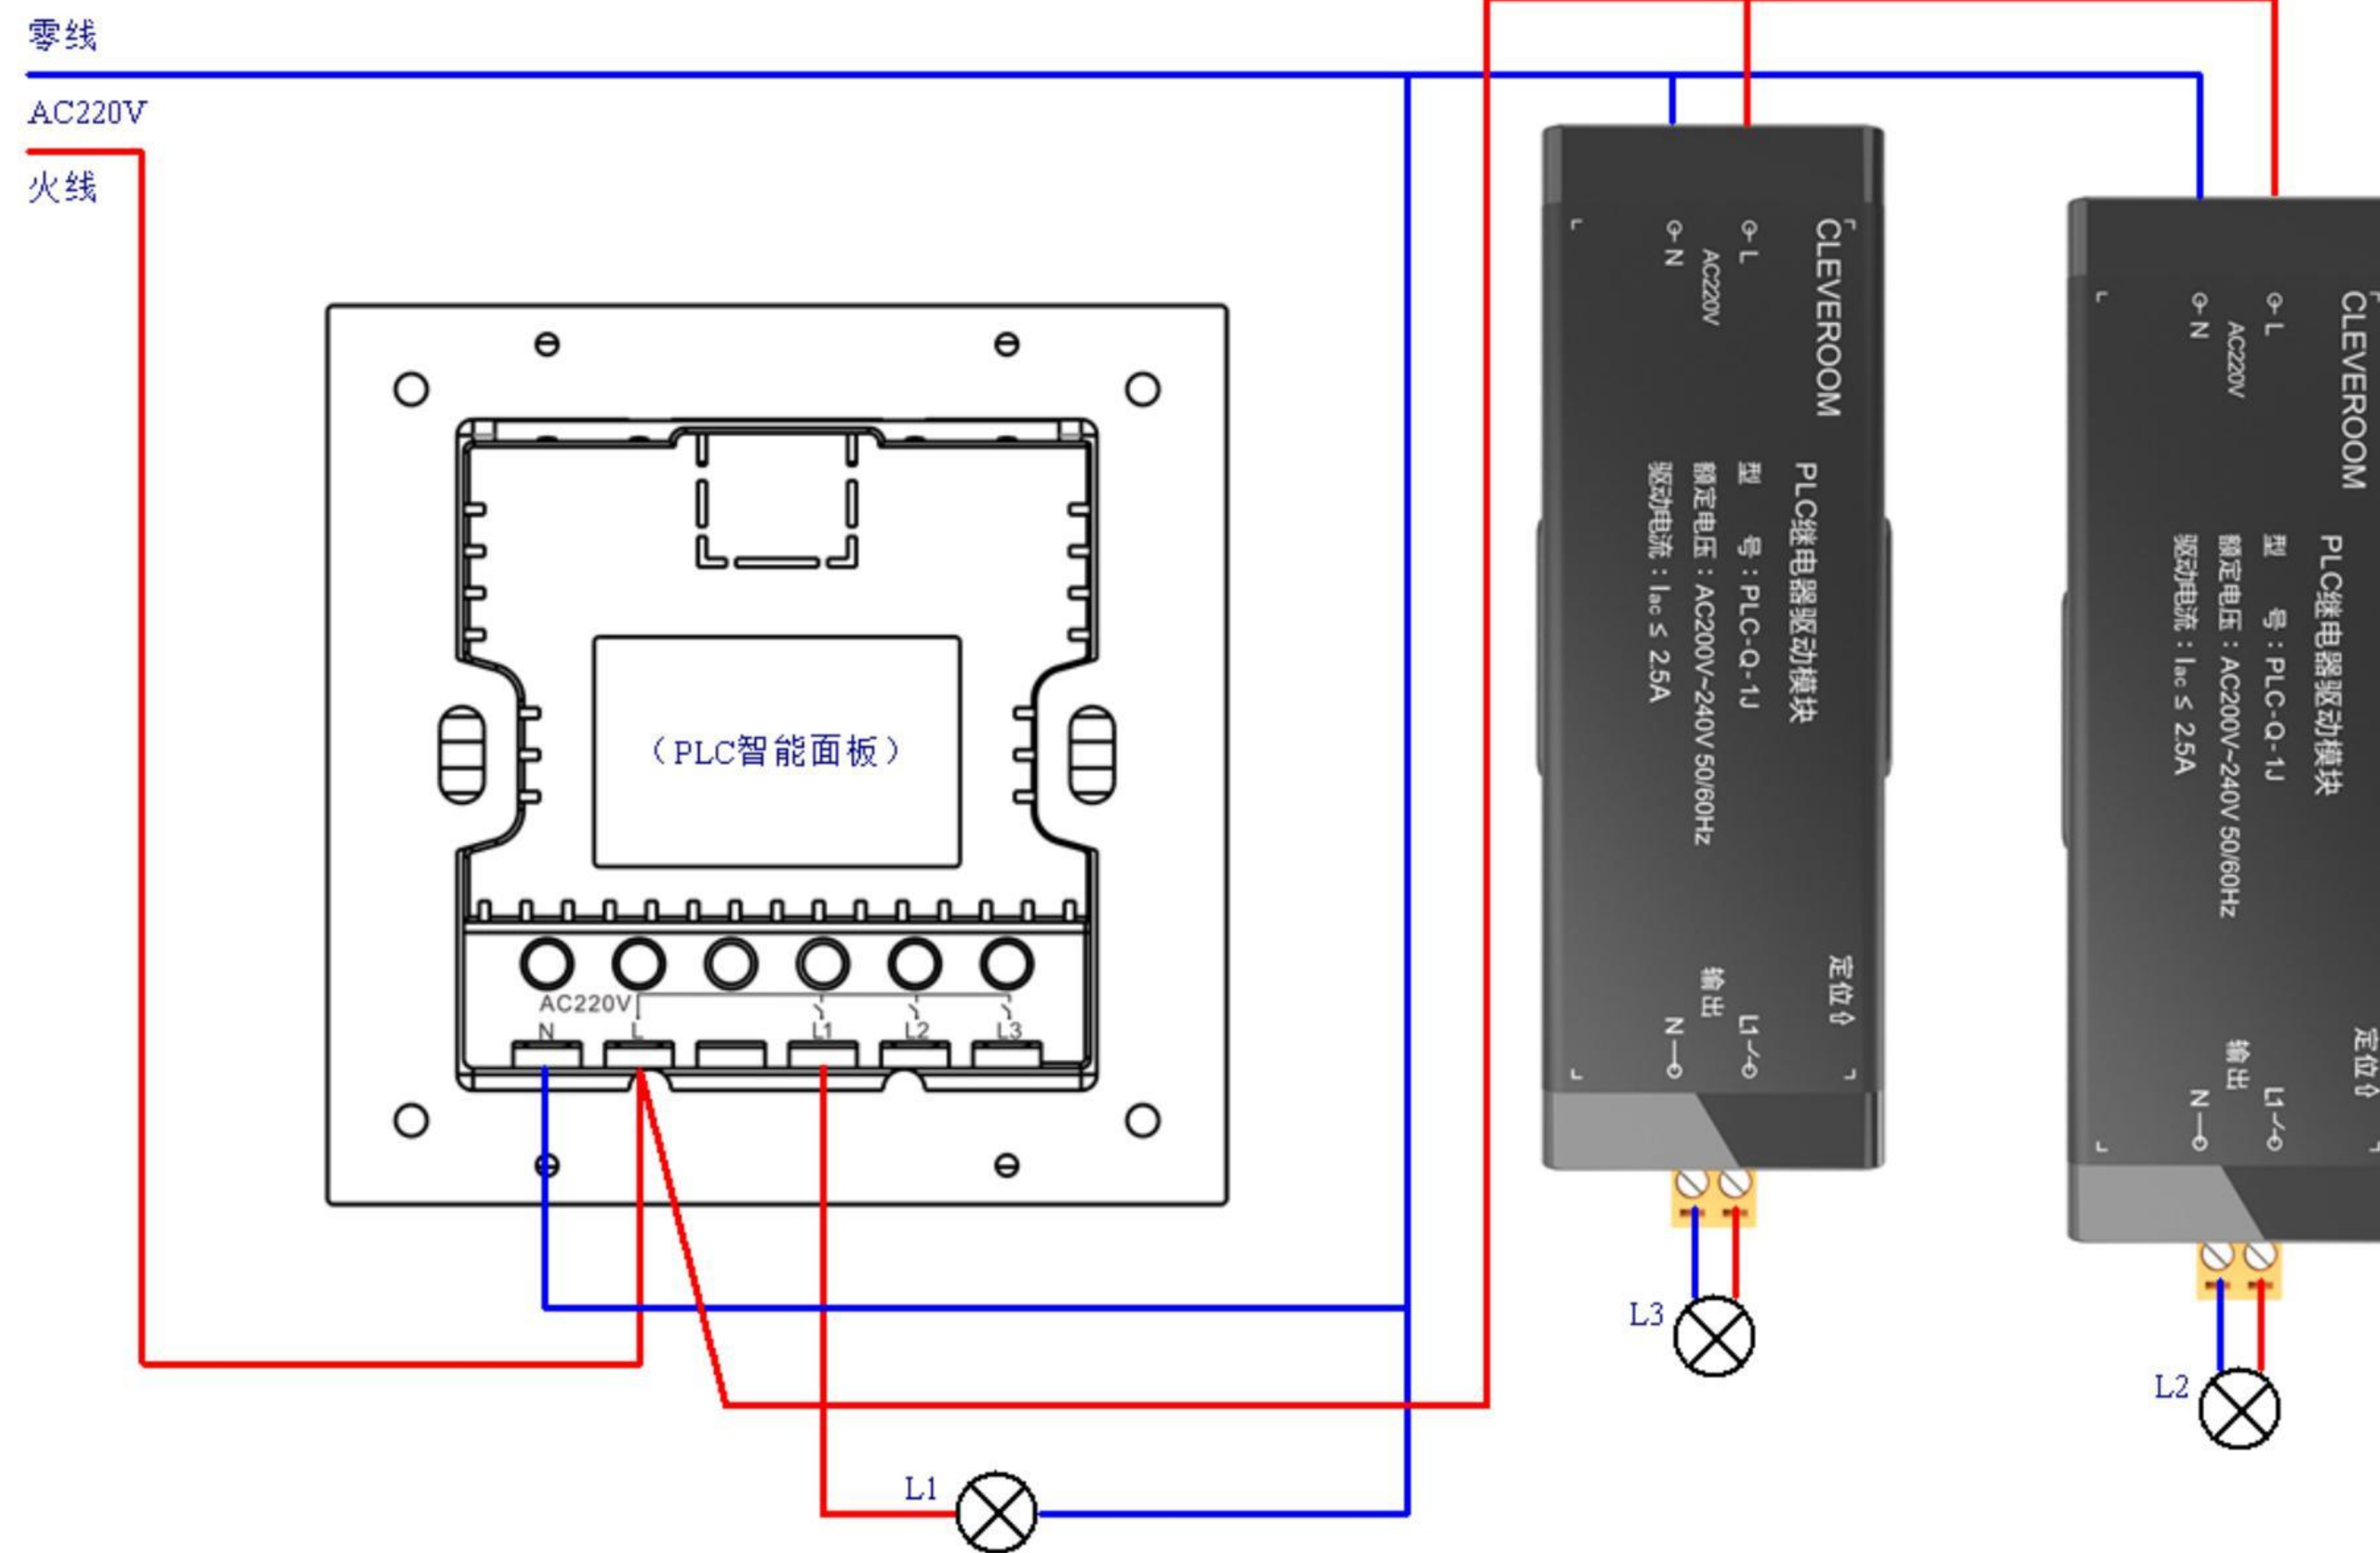 零线
AC220V
火线
（PLC智能面板）
AC220V
N
L
L1
L2
L3
L1
CLEVEROOM
L
AC220V
N
PLC继电器驱动模块
型 号：PLC-Q-1J
额定电压：AC200V~240V 50/60Hz
驱动电流：Iac ≤ 2.5A
定位⇧
输出
L1
N
L3
CLEVEROOM
L
AC220V
N
PLC继电器驱动模块
型 号：PLC-Q-1J
额定电压：AC200V~240V 50/60Hz
驱动电流：Iac ≤ 2.5A
定位⇧
输出
L1
N
L2